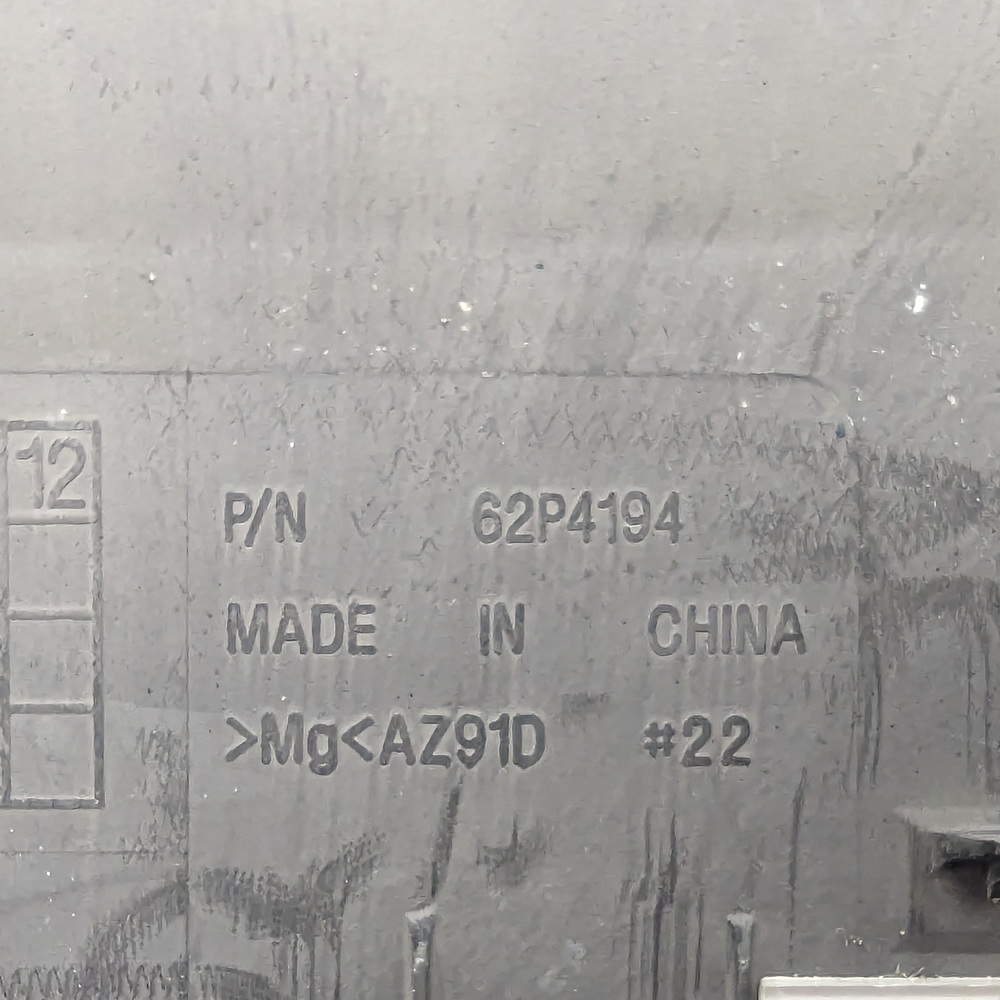 12
P/N 62P4194
MADE IN CHINA
>Mg<AZ91D #22